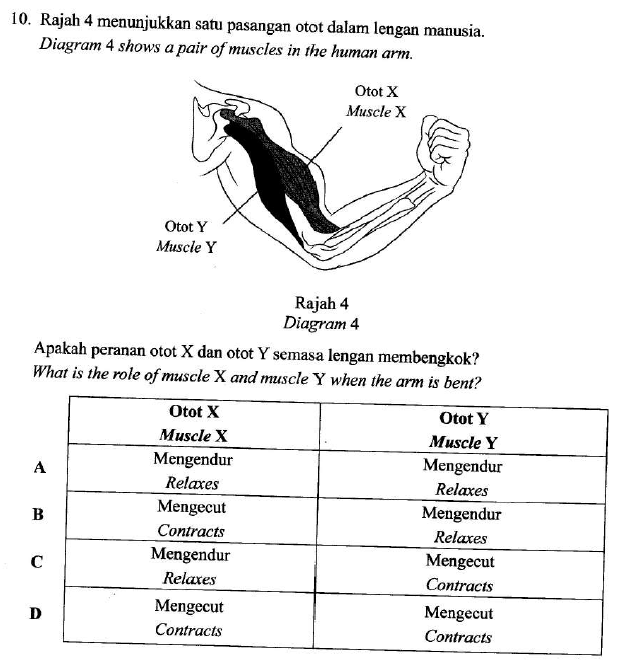 10. Rajah 4 menunjukkan satu pasangan otot dalam lengan manusia.
Diagram 4 shows a pair of muscles in the human arm.
Otot X
Muscle X
Otot Y
Muscle Y
Rajah 4
Diagram 4
Apakah peranan otot X dan otot Y semasa lengan membengkok?
What is the role of muscle X and muscle Y when the arm is bent?
Otot X
Muscle X
Otot Y
Muscle Y
A
Mengendur
Relaxes
Mengendur
Relaxes
B
Mengecut
Contracts
Mengendur
Relaxes
C
Mengendur
Relaxes
Mengecut
Contracts
D
Mengecut
Contracts
Mengecut
Contracts